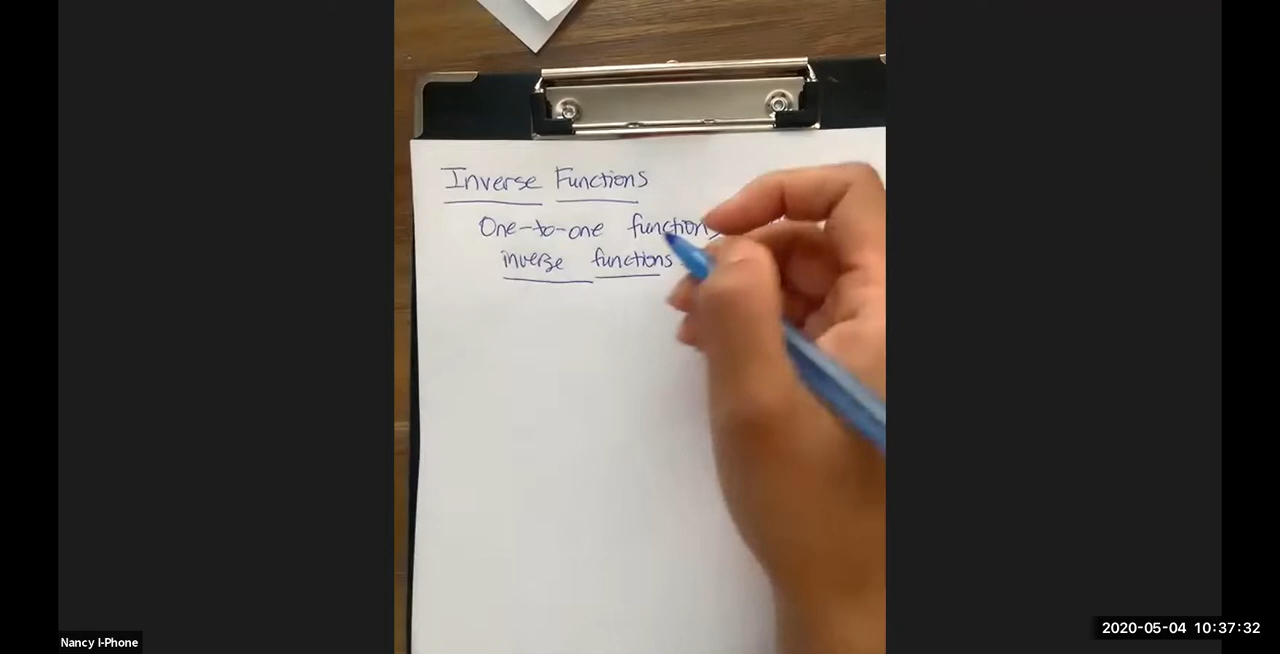 Inverse Functions
One-to-one functions
inverse functions
Nancy I-Phone
2020-05-04 10:37:32